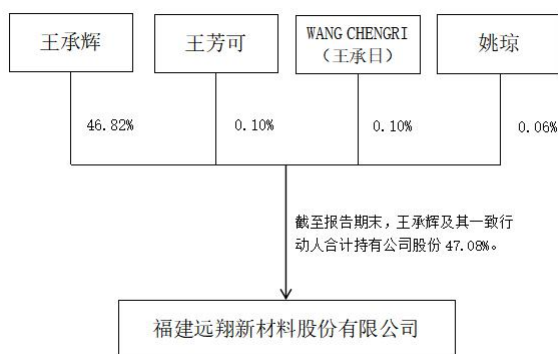 王承辉
王芳可
WANG CHENGRI
（王承日）
姚琼
46.82%
0.10%
0.10%
0.06%
截至报告期末，王承辉及其一致行
动人合计持有公司股份 47.08%。
福建远翔新材料股份有限公司